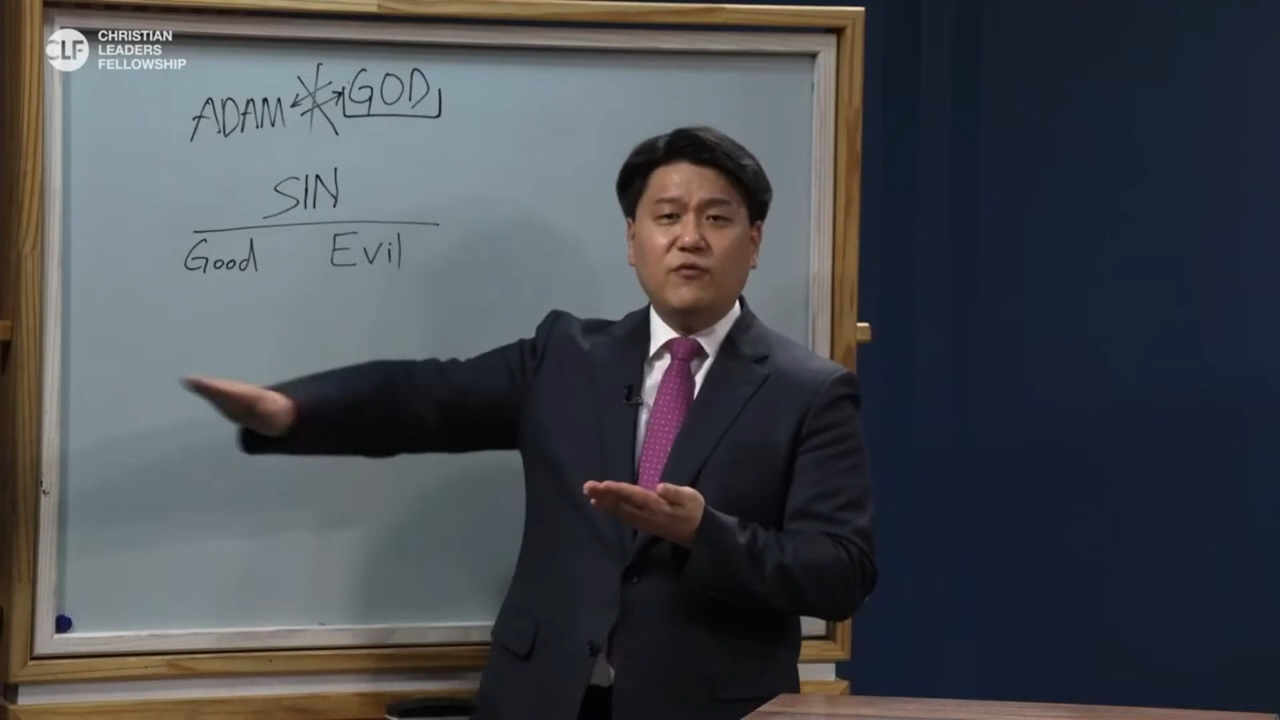 CLF
CHRISTIAN
LEADERS
FELLOWSHIP
ADAM GOD
SIN
Good Evil